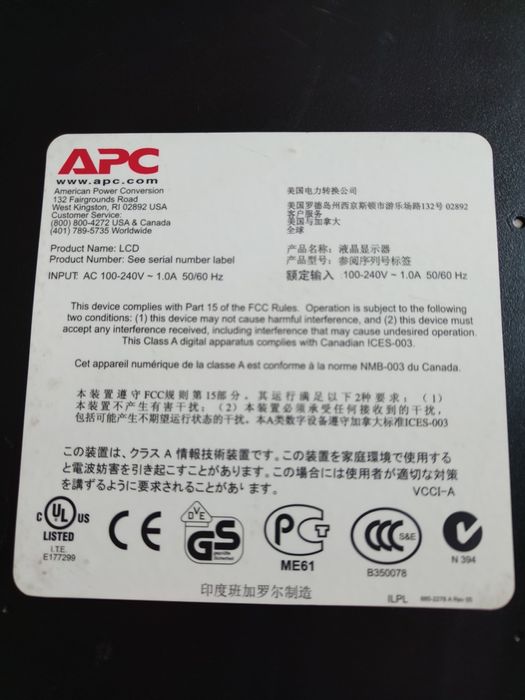 APC
www.apc.com
American Power Conversion
132 Fairgrounds Road
West Kingston, RI 02892 USA
Customer Service:
(800) 800-4272 USA & Canada
(401) 789-5735 Worldwide
Product Name: LCD
Product Number: See serial number label
INPUT: AC 100-240V ~ 1.0A 50/60 Hz
美国电力转换公司
美国罗德岛州西京斯顿市游乐场路132号 02892
客户服务
美国与加拿大
全球
产品名称: 液晶显示器
产品型号: 参阅序列号标签
额定输入 100-240V ~ 1.0A 50/60 Hz
This device complies with Part 15 of the FCC Rules. Operation is subject to the following
two conditions: (1) this device may not cause harmful interference, and (2) this device must
accept any interference received, including interference that may cause undesired operation.
This Class A digital apparatus complies with Canadian ICES-003.
Cet appareil numérique de la classe A est conforme à la norme NMB-003 du Canada.
本装置遵守FCC规则第15部分, 其运行满足以下2种要求: (1)
本装置不产生有害干扰; (2) 本装置必须承受任何接收到的干扰,
包括可能产生不期望运行状态的干扰。本A类数字设备遵守加拿大标准ICES-003
この装置は、クラス A 情報技術装置です。この装置を家庭環境で使用する
と電波妨害を引き起こすことがあります。この場合には使用者が適切な対策
を講ずるように要求されることがあります。
VCCI-A
C UL US
LISTED
I.T.E.
E177299
CE
DVE
GS
geprüfte
Sicherheit
РСТ
ME61
CCC
S&E
B350078
N 394
印度班加罗尔制造
ILPL